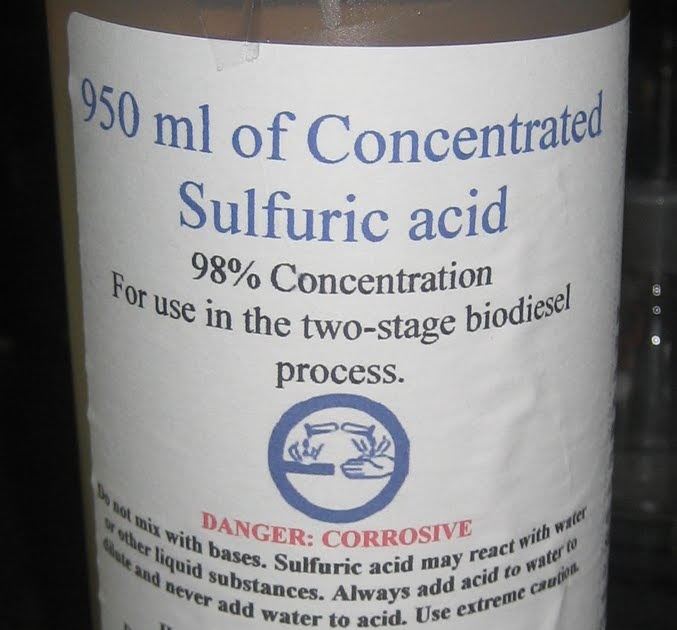 950 ml of Concentrated
Sulfuric acid
98% Concentration
For use in the two-stage biodiesel
process.
DANGER: CORROSIVE
Do not mix with bases. Sulfuric acid may react with water
or other liquid substances. Always add acid to water to
dilute and never add water to acid. Use extreme caution.